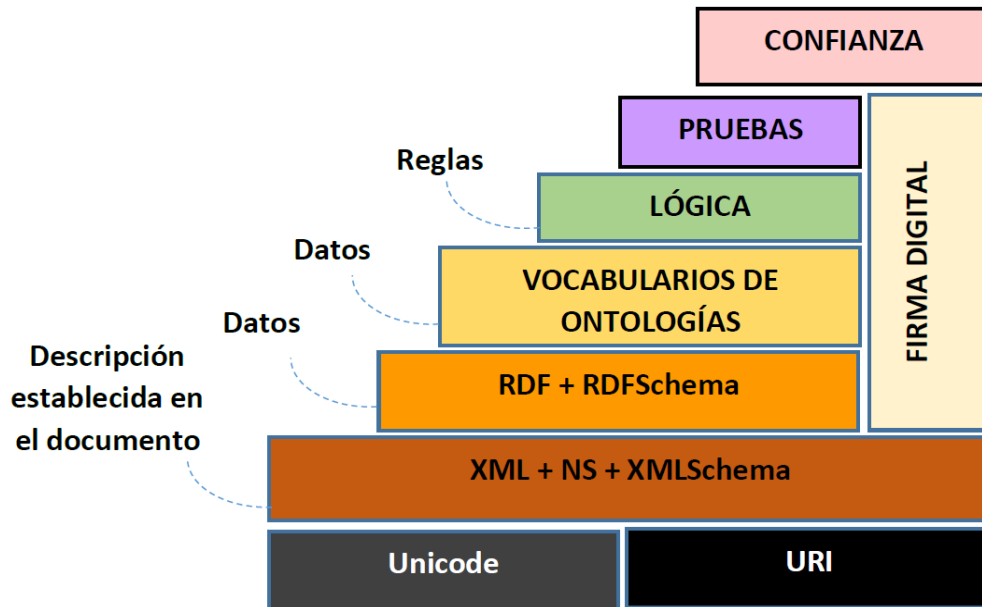 CONFIANZA
PRUEBAS
Reglas
LÓGICA
FIRMA DIGITAL
Datos
VOCABULARIOS DE
ONTOLOGÍAS
Datos
RDF + RDFSchema
Descripción
establecida en
el documento
XML + NS + XMLSchema
Unicode
URI